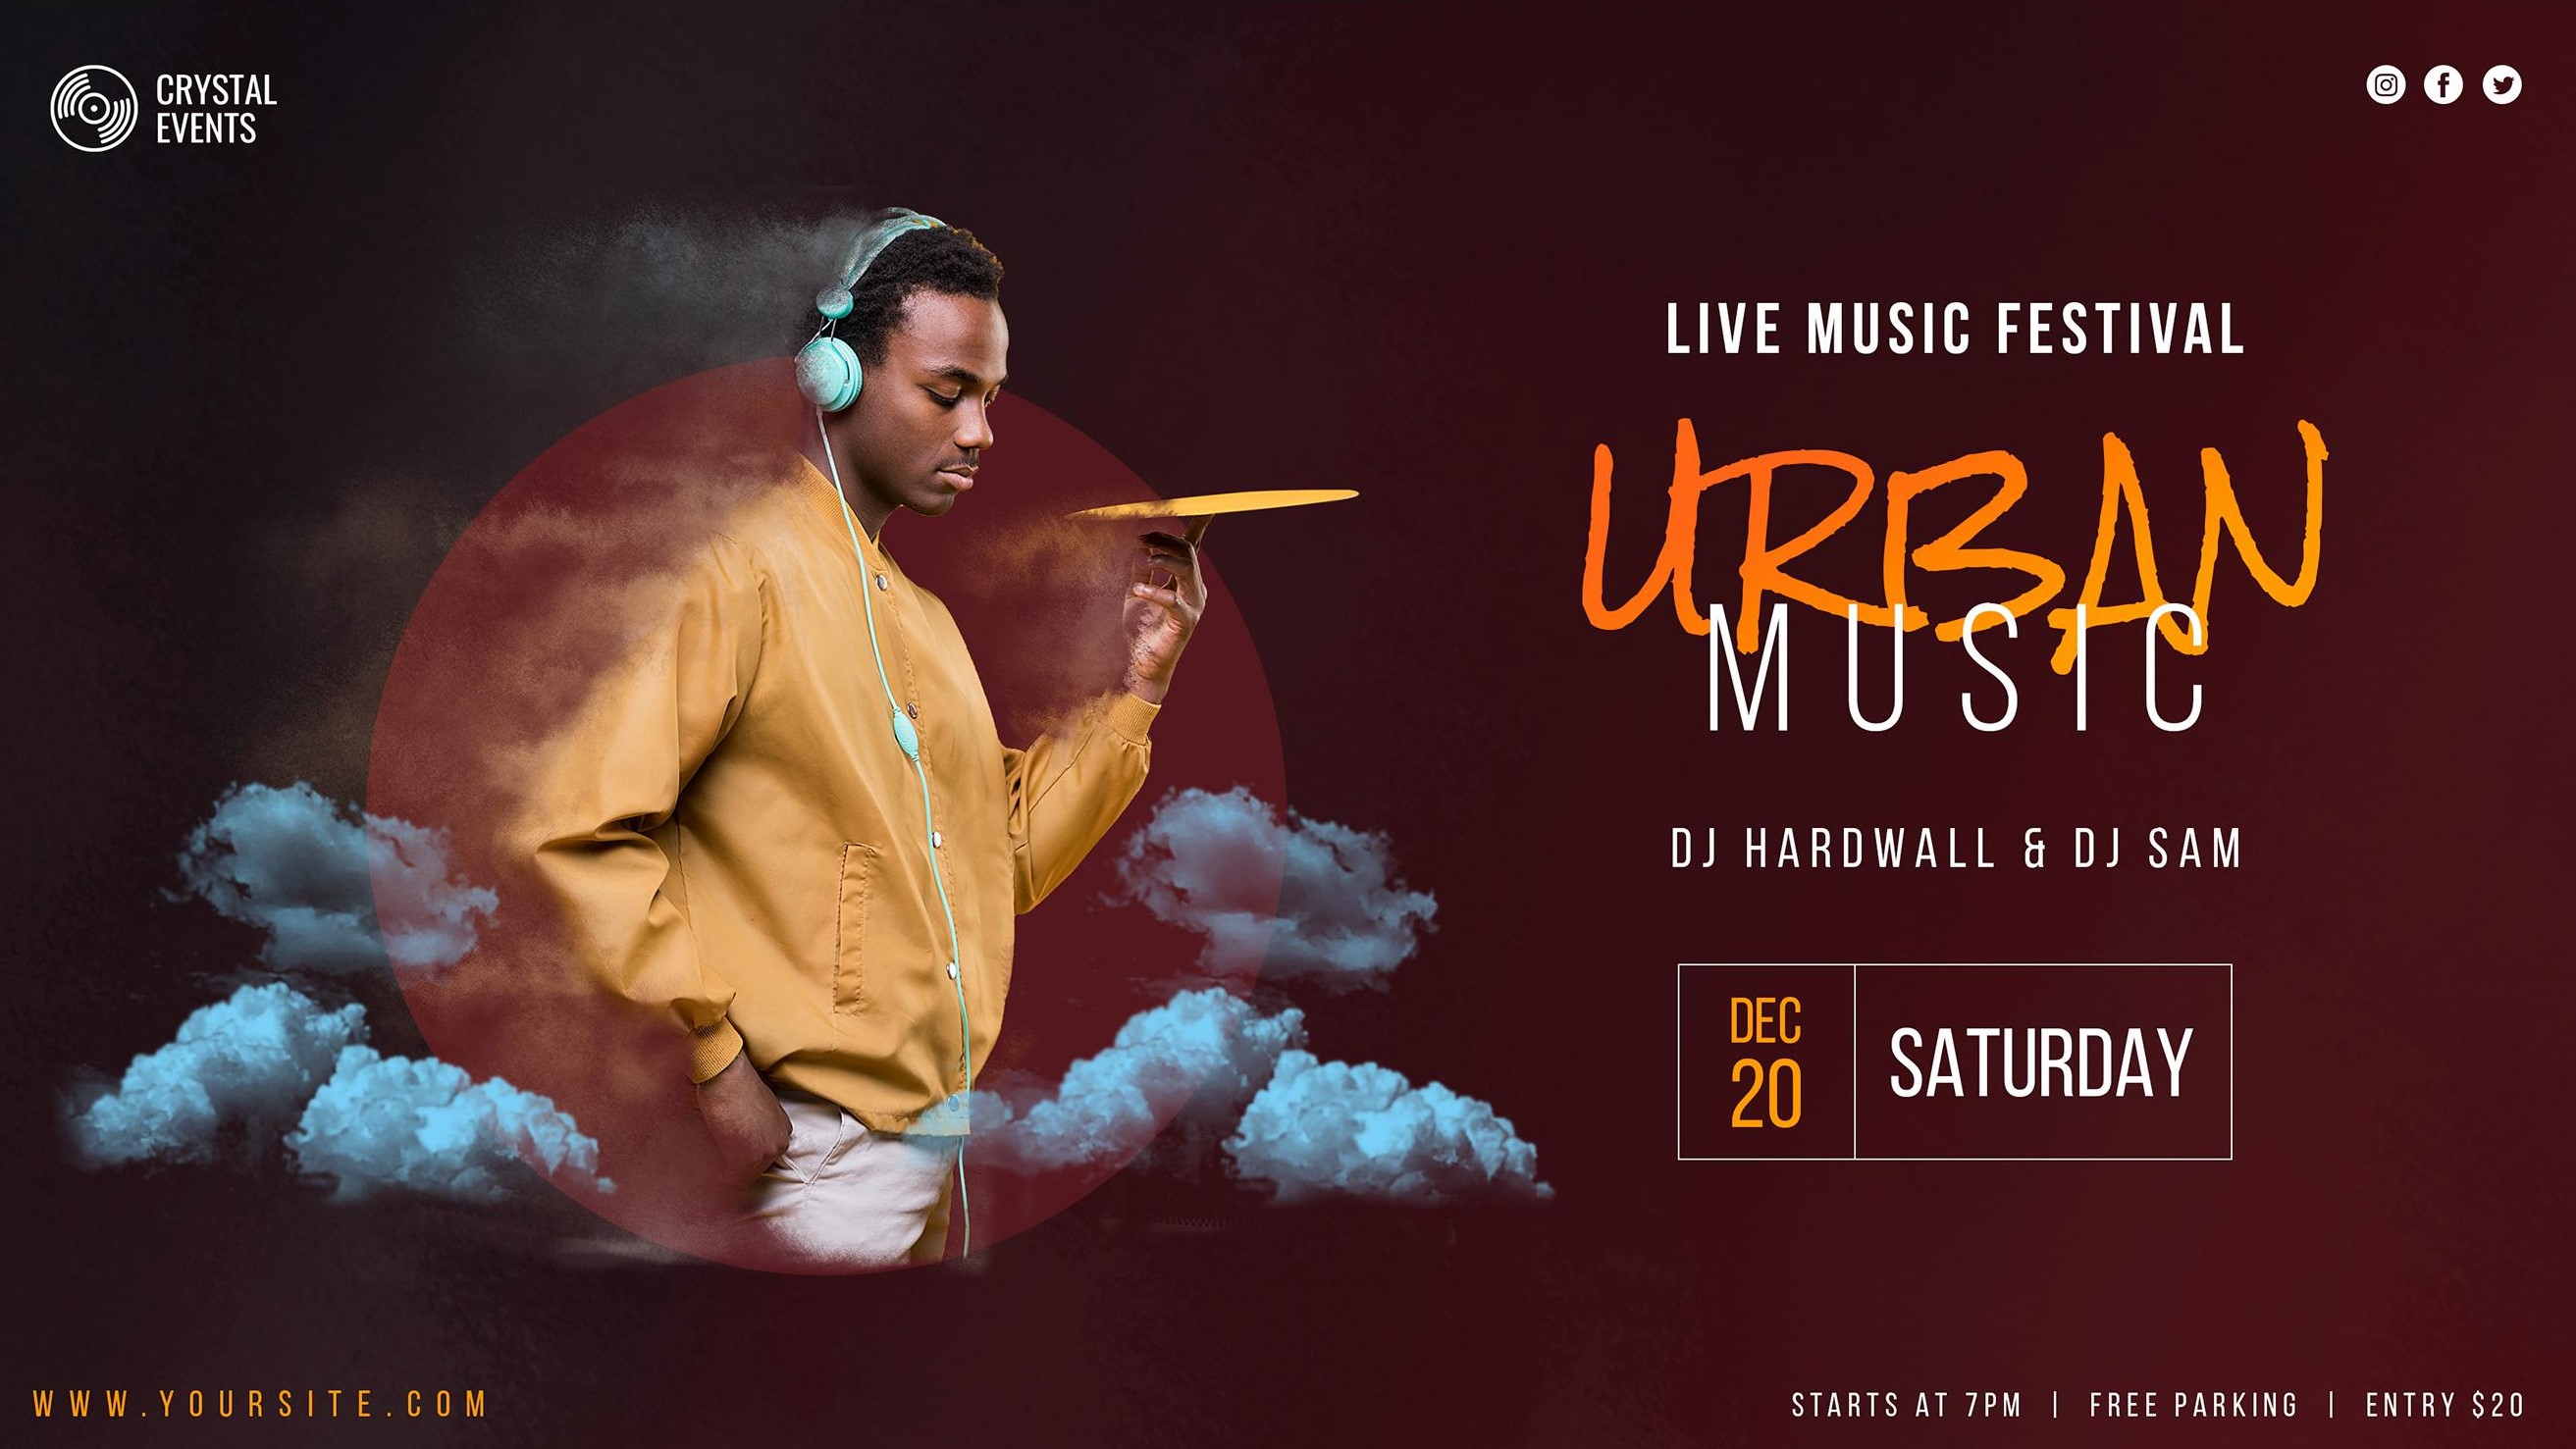 CRYSTAL
EVENTS
LIVE MUSIC FESTIVAL
URBAN
MUSIC
DJ HARDWALL & DJ SAM
DEC
20
SATURDAY
WWW.YOURSITE.COM
STARTS AT 7PM | FREE PARKING | ENTRY $20